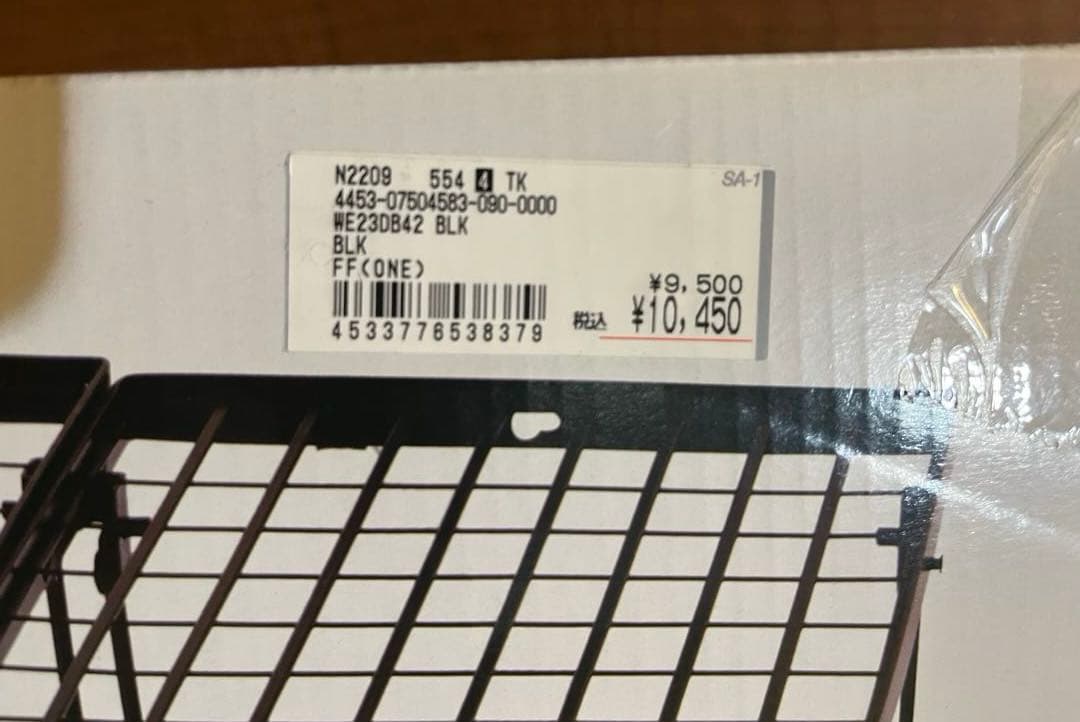 N2209 554 4 TK SA-1
4453-07504583-090-0000
WE23DB42 BLK
BLK
FF(ONE)
¥9,500
税込 ¥10,450
4533776538379